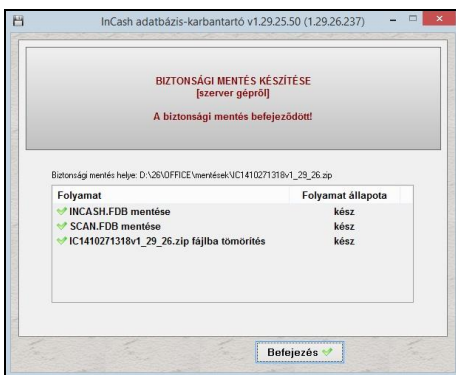 InCash adatbázis-karbantartó v1.29.25.50 (1.29.26.237)
BIZTONSÁGI MENTÉS KÉSZÍTÉSE
[szerver gépről]
A biztonsági mentés befejeződött!
Biztonsági mentés helye: D:\26\OFFICE\mentések\IC1410271318v1_29_26.zip
Folyamat Folyamat állapota
INCASH.FDB mentése kész
SCAN.FDB mentése kész
IC1410271318v1_29_26.zip fájlba tömörítés kész
Befejezés